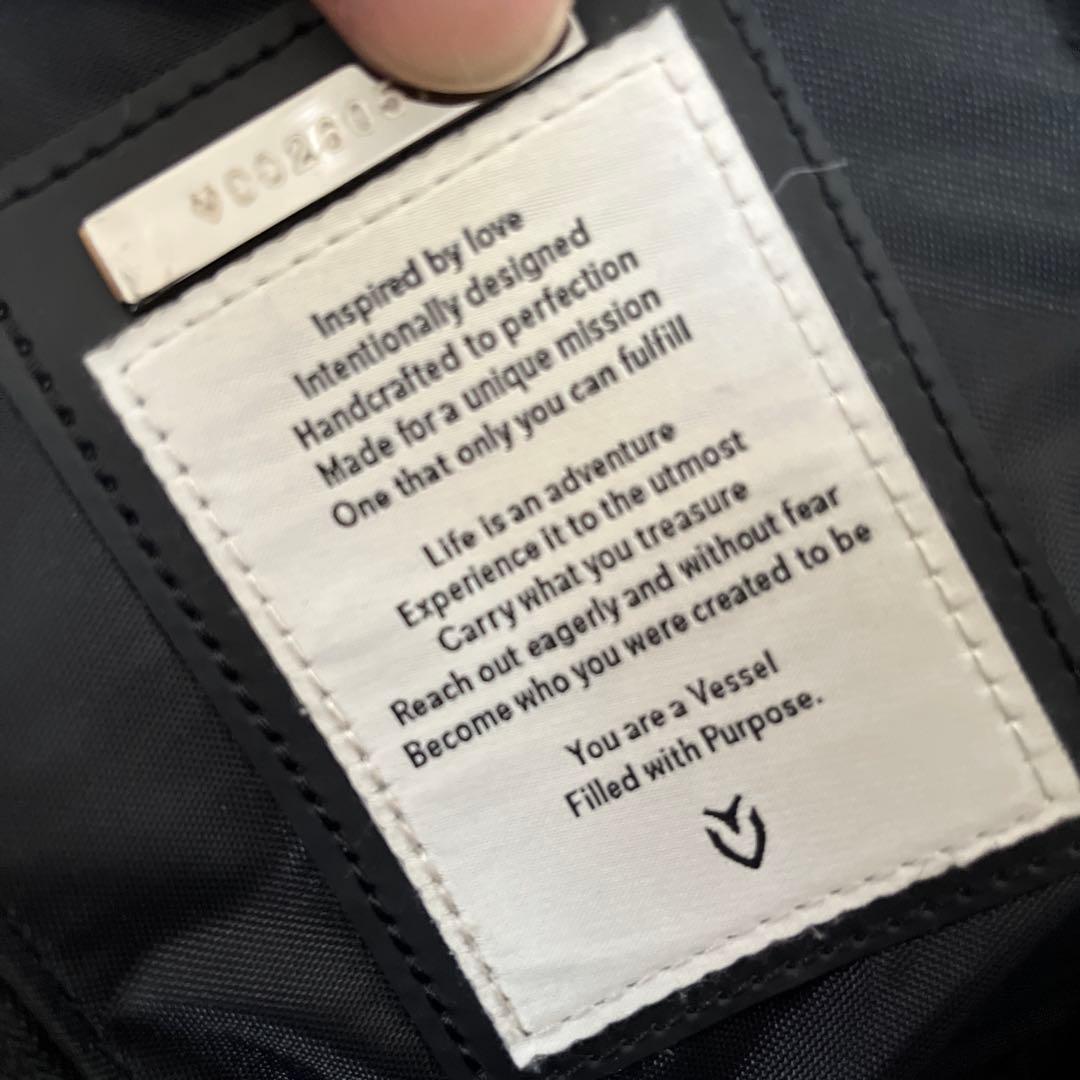 V00260
Inspired by love
Intentionally designed
Handcrafted to perfection
Made for a unique mission
One that only you can fulfill
Life is an adventure
Experience it to the utmost
Carry what you treasure
Reach out eagerly and without fear
Become who you were created to be
You are a Vessel
Filled with Purpose.